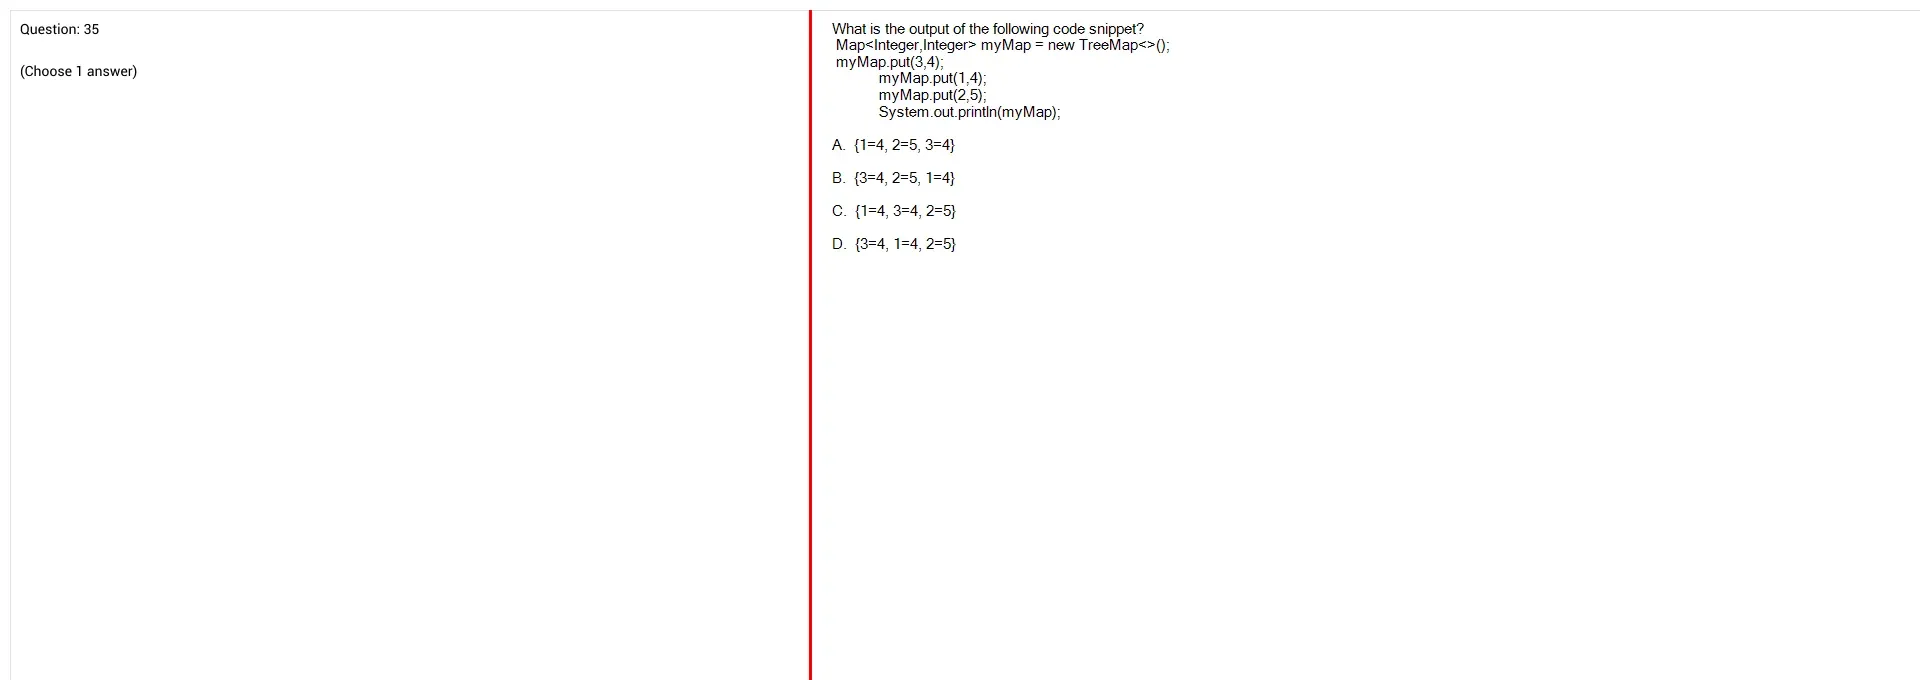 Question: 35
(Choose 1 answer)
What is the output of the following code snippet?
Map<Integer,Integer> myMap = new TreeMap<>();
myMap.put(3,4);
myMap.put(1,4);
myMap.put(2,5);
System.out.println(myMap);
A. {1=4, 2=5, 3=4}
B. {3=4, 2=5, 1=4}
C. {1=4, 3=4, 2=5}
D. {3=4, 1=4, 2=5}